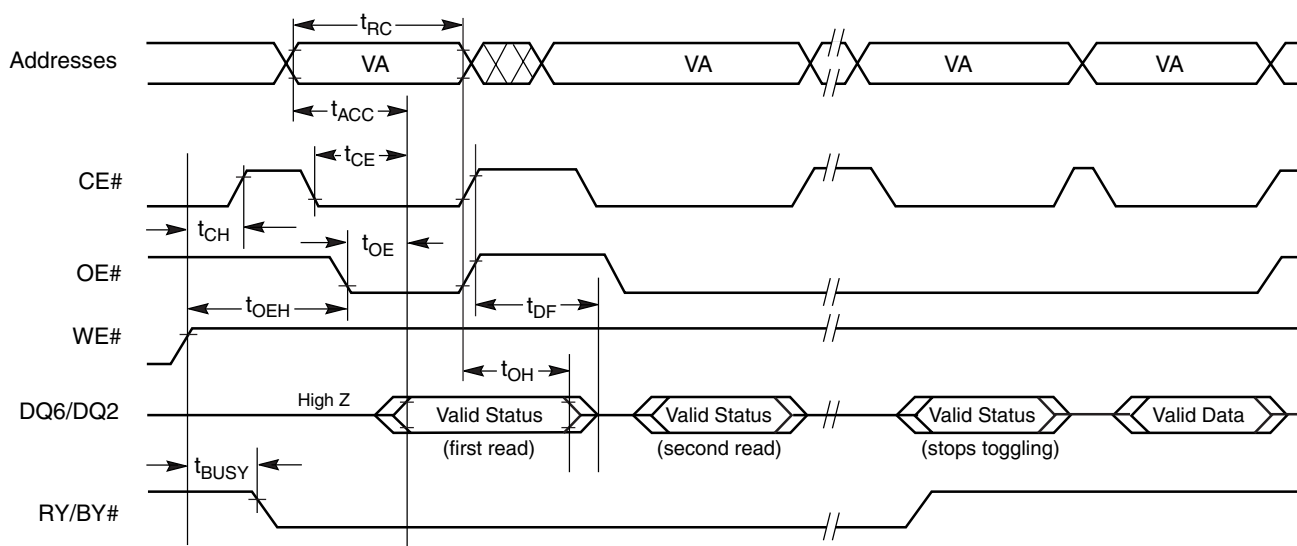 tRC
Addresses VA VA VA VA
tACC
tCE
CE#
tCH
tOE
OE#
tOEH
tDF
WE#
tOH
DQ6/DQ2 High Z Valid Status Valid Status Valid Status Valid Data
(first read) (second read) (stops toggling)
tBUSY
RY/BY#